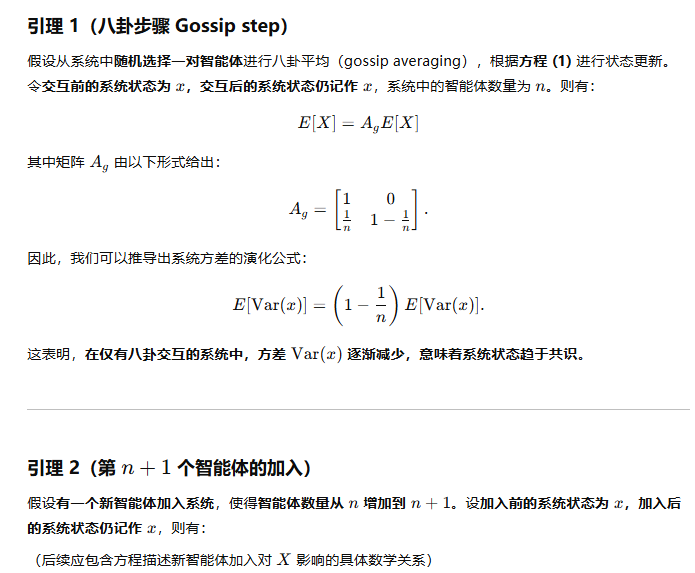 引理 1（八卦步骤 Gossip step）
假设从系统中随机选择一对智能体进行八卦平均（gossip averaging），根据方程 (1) 进行状态更新。
令交互前的系统状态为 x，交互后的系统状态仍记作 x，系统中的智能体数量为 n。则有：
E[X] = A_g E[X]
其中矩阵 A_g 由以下形式给出：
A_g = [1 0; 1/n 1 − 1/n].
因此，我们可以推导出系统方差的演化公式：
E[Var(x)] = (1 − 1/n) E[Var(x)].
这表明，在仅有八卦交互的系统中，方差 Var(x) 逐渐减少，意味着系统状态趋于共识。
引理 2（第 n + 1 个智能体的加入）
假设有一个新智能体加入系统，使得智能体数量从 n 增加到 n + 1。设加入前的系统状态为 x，加入后
的系统状态仍记作 x，则有：
（后续应包含方程描述新智能体加入对 X 影响的具体数学关系）